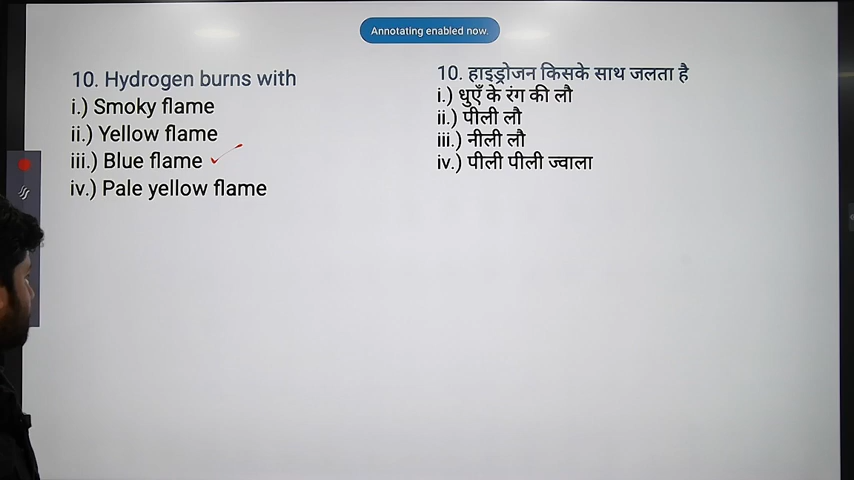 Annotating enabled now.
10. Hydrogen burns with
i.) Smoky flame
ii.) Yellow flame
iii.) Blue flame
iv.) Pale yellow flame
10. हाइड्रोजन किसके साथ जलता है
i.) धुएँ के रंग की लौ
ii.) पीली लौ
iii.) नीली लौ
iv.) पीली पीली ज्वाला